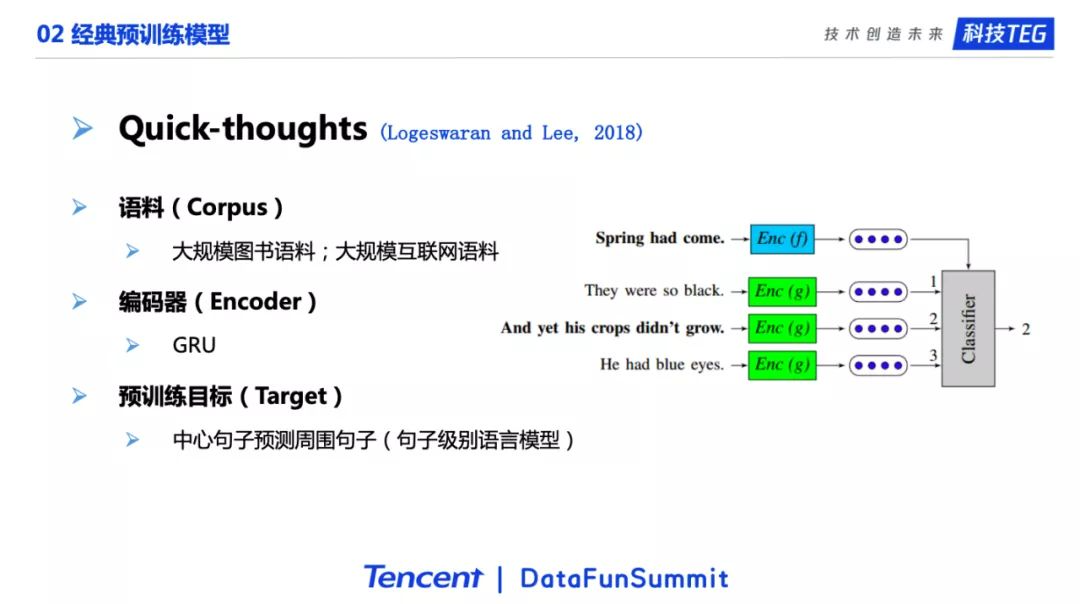 02 经典预训练模型
技术创造未来 科技TEG
Quick-thoughts (Logeswaran and Lee, 2018)
语料（Corpus）
大规模图书语料；大规模互联网语料
编码器（Encoder）
GRU
预训练目标（Target）
中心句子预测周围句子（句子级别语言模型）
Spring had come. Enc (f)
They were so black. Enc (g) 1
And yet his crops didn't grow. Enc (g) 2
He had blue eyes. Enc (g) 3
Classifier
2
Tencent | DataFunSummit